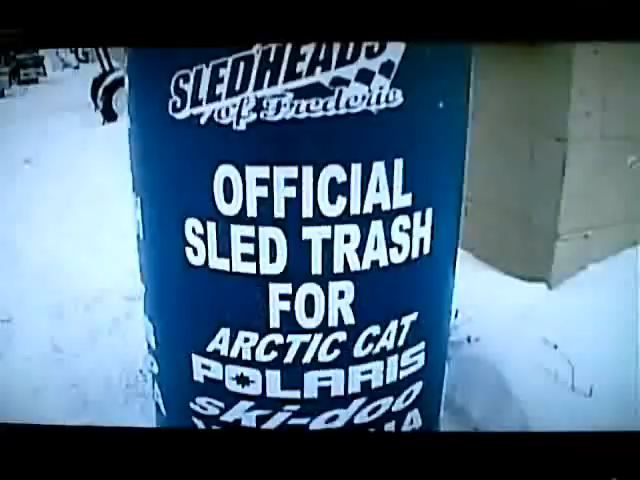 SLEDHEADS
of Frederic
OFFICIAL
SLED TRASH
FOR
ARCTIC CAT
POLARIS
ski-doo